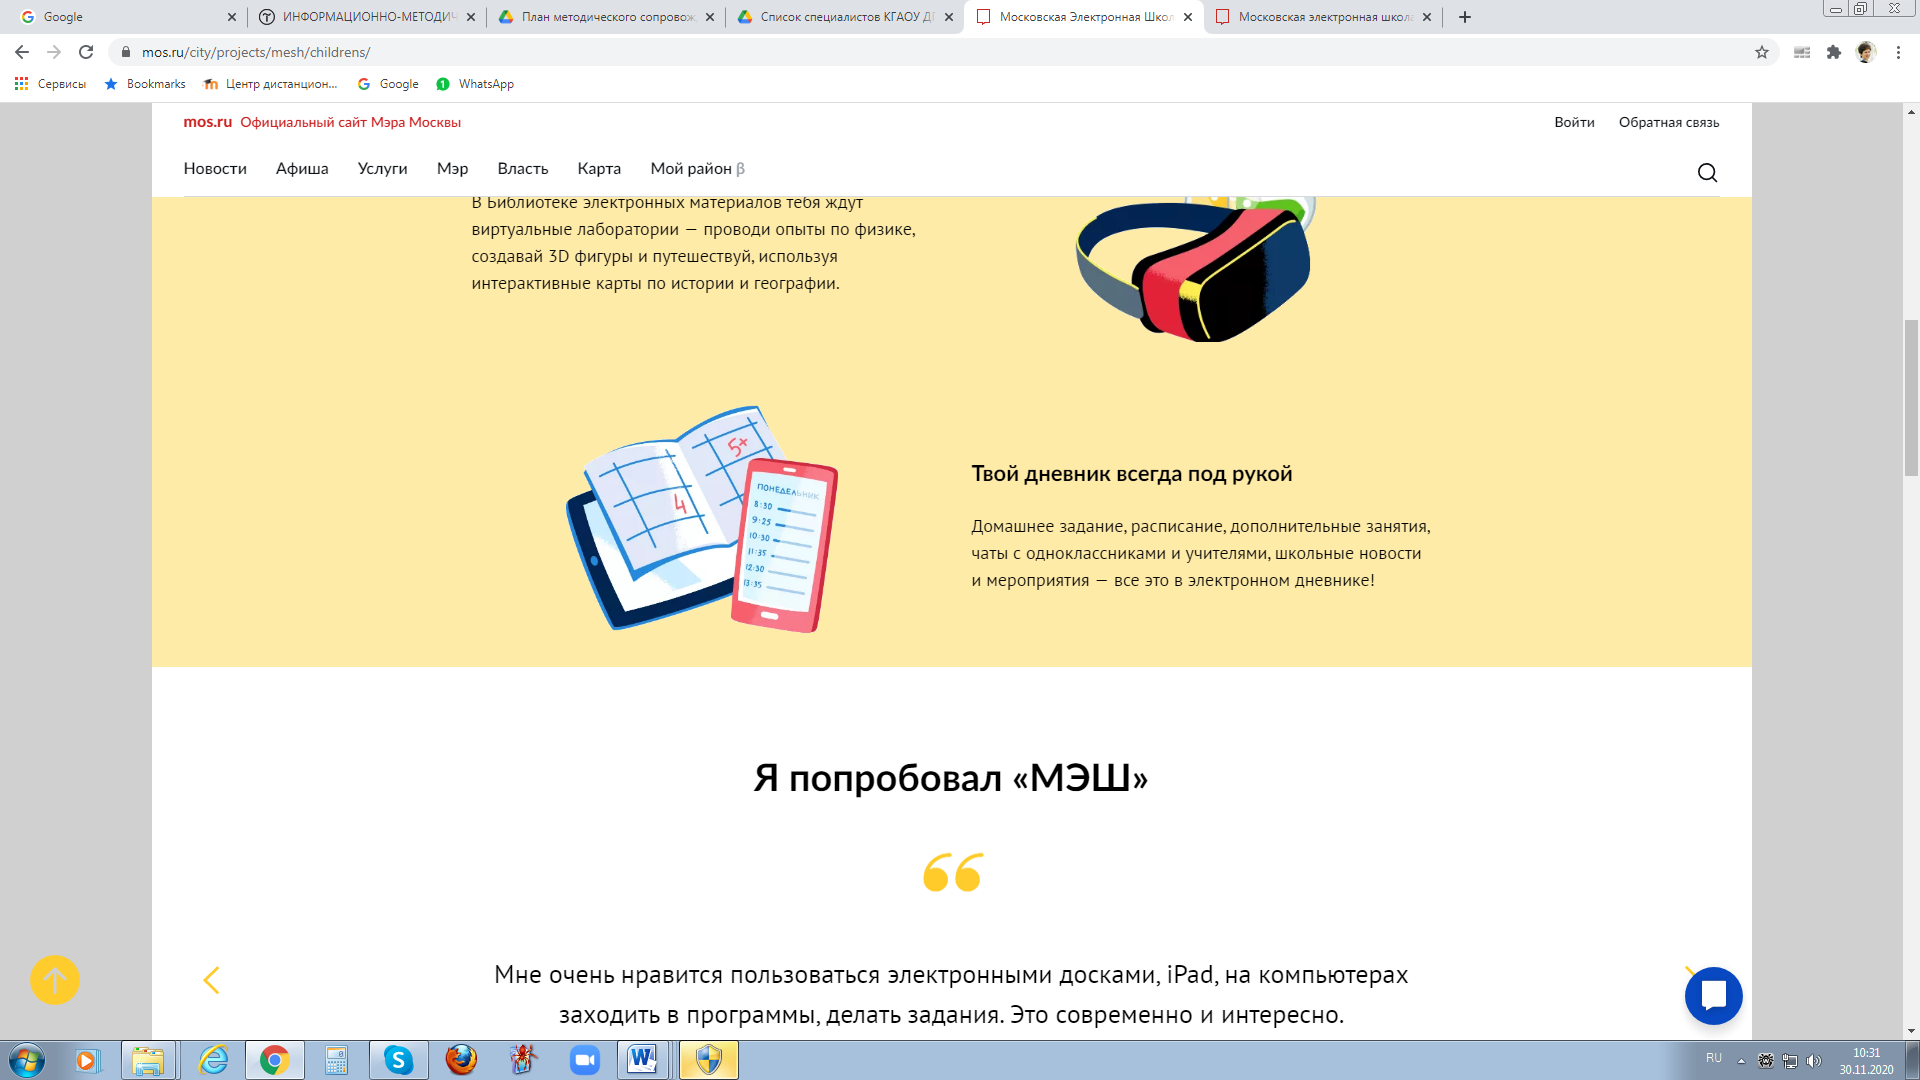 Google
ИНФОРМАЦИОННО-МЕТОДИЧ
План методического сопровож
Список специалистов КГАОУ ДП
Московская Электронная Школ
Московская электронная школа
mos.ru/city/projects/mesh/childrens/
Сервисы
Bookmarks
Центр дистанцион...
Google
1
WhatsApp
mos.ru Официальный сайт Мэра Москвы
Войти
Обратная связь
Новости
Афиша
Услуги
Мэр
Власть
Карта
Мой район β
В Библиотеке электронных материалов тебя ждут
виртуальные лаборатории — проводи опыты по физике,
создавай 3D фигуры и путешествуй, используя
интерактивные карты по истории и географии.
5+
4
ПОНЕДЕЛЬНИК
8:30
9:25
10:30
11:35
12:30
13:35
Твой дневник всегда под рукой
Домашнее задание, расписание, дополнительные занятия,
чаты с одноклассниками и учителями, школьные новости
и мероприятия — все это в электронном дневнике!
Я попробовал «МЭШ»
Мне очень нравится пользоваться электронными досками, iPad, на компьютерах
заходить в программы, делать задания. Это современно и интересно.
RU
10:31
30.11.2020